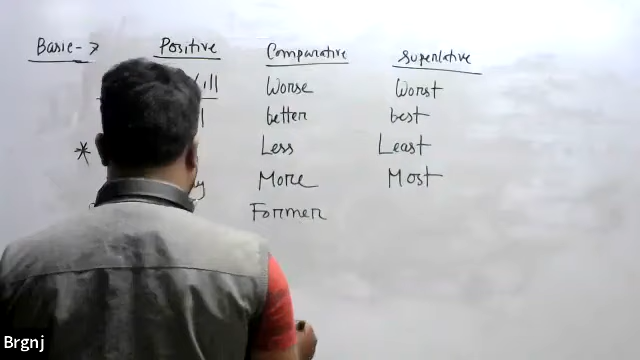 Basic → Positive Comparative Superlative
ill Worse Worst
better best
* Less Least
More Most
Former
Brgnj